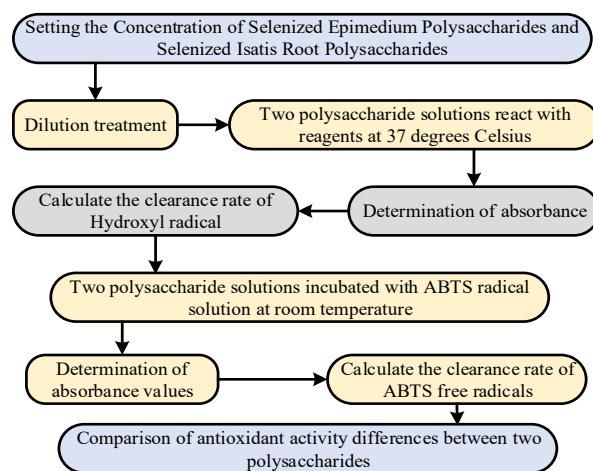 Setting the Concentration of Selenized Epimedium Polysaccharides and
Selenized Isatis Root Polysaccharides
Dilution treatment
Two polysaccharide solutions react with
reagents at 37 degrees Celsius
Determination of absorbance
Calculate the clearance rate of
Hydroxyl radical
Two polysaccharide solutions incubated with ABTS radical
solution at room temperature
Determination of
absorbance values
Calculate the clearance rate of
ABTS free radicals
Comparison of antioxidant activity differences between two
polysaccharides